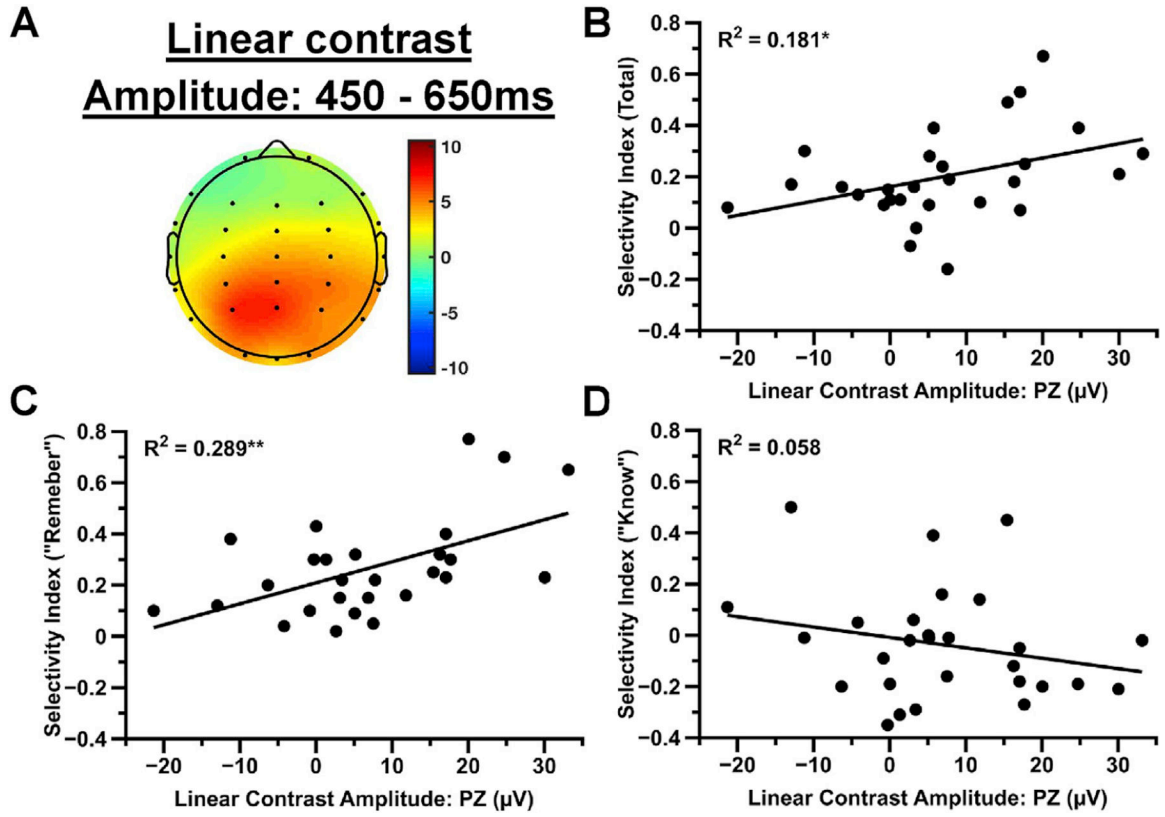 A
Linear contrast
Amplitude: 450 - 650ms
10
5
0
-5
-10
B
R² = 0.181*
Selectivity Index (Total)
0.8
0.6
0.4
0.2
0
−0.2
−0.4
−20
−10
0
10
20
30
Linear Contrast Amplitude: PZ (µV)
C
R² = 0.289**
Selectivity Index ("Remeber")
0.8
0.6
0.4
0.2
0
−0.2
−0.4
−20
−10
0
10
20
30
Linear Contrast Amplitude: PZ (µV)
D
R² = 0.058
Selectivity Index ("Know")
0.8
0.6
0.4
0.2
0
−0.2
−0.4
−20
−10
0
10
20
30
Linear Contrast Amplitude: PZ (µV)